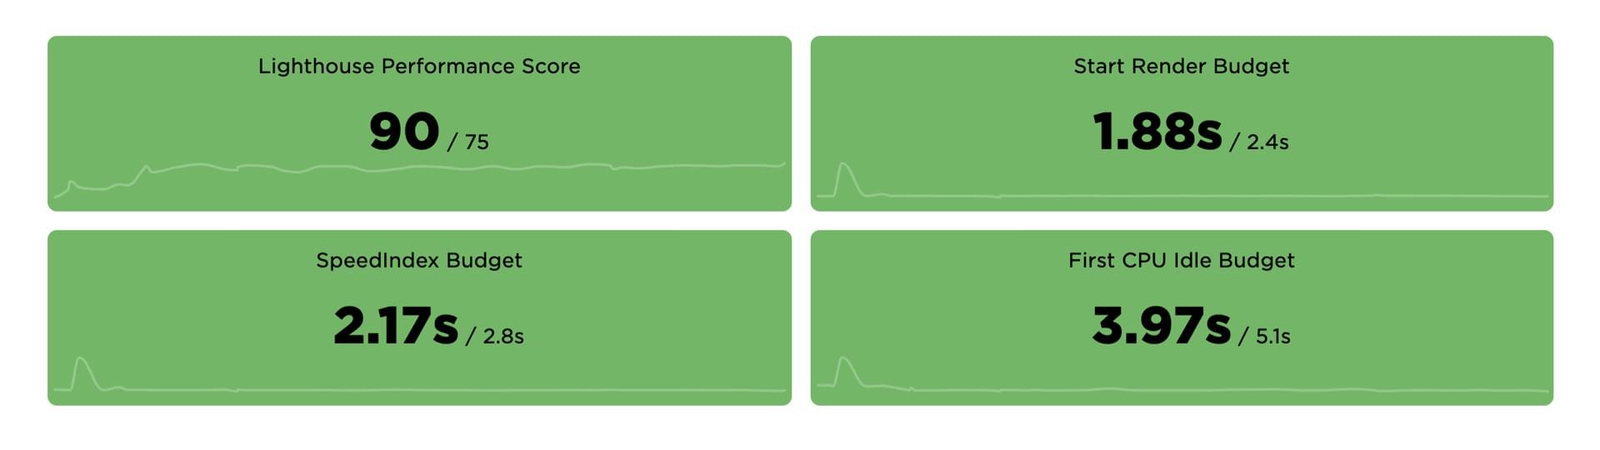 Lighthouse Performance Score
90 / 75
Start Render Budget
1.88s / 2.4s
SpeedIndex Budget
2.17s / 2.8s
First CPU Idle Budget
3.97s / 5.1s